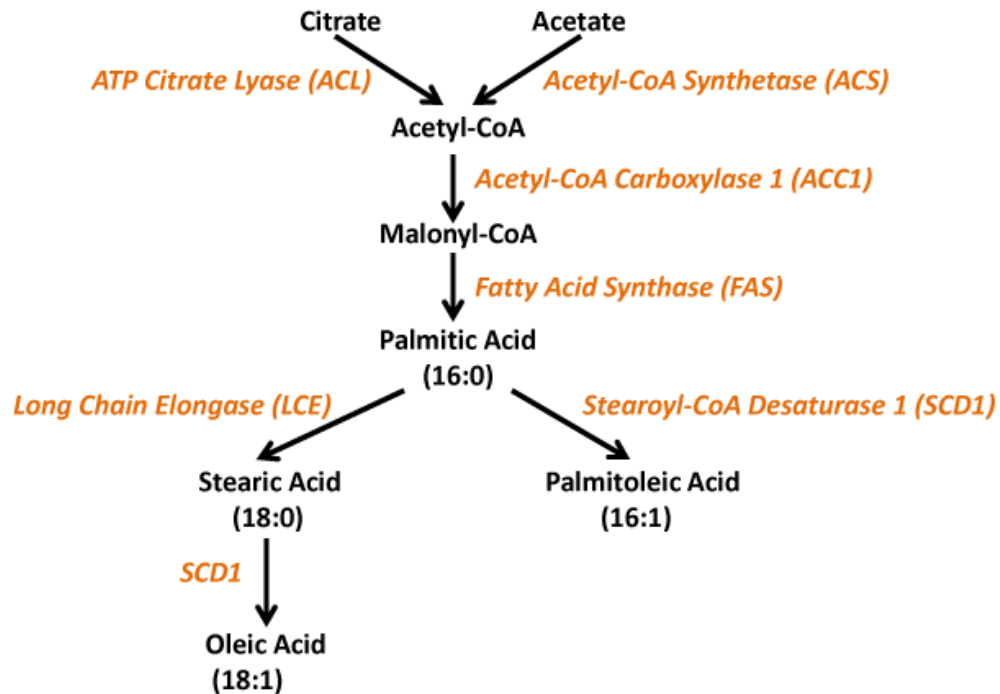 Citrate
Acetate
ATP Citrate Lyase (ACL)
Acetyl-CoA Synthetase (ACS)
Acetyl-CoA
Acetyl-CoA Carboxylase 1 (ACC1)
Malonyl-CoA
Fatty Acid Synthase (FAS)
Palmitic Acid
(16:0)
Long Chain Elongase (LCE)
Stearoyl-CoA Desaturase 1 (SCD1)
Stearic Acid
(18:0)
Palmitoleic Acid
(16:1)
SCD1
Oleic Acid
(18:1)